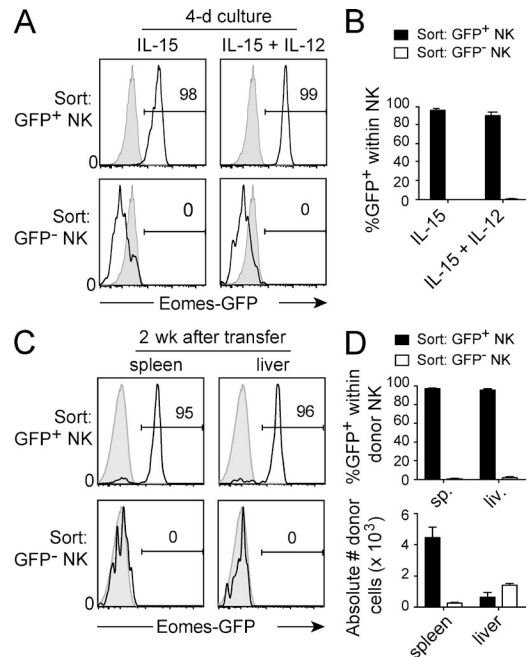 A
4-d culture
IL-15
IL-15 + IL-12
Sort:
GFP+ NK
98
99
0
Sort:
GFP- NK
0
0
0
Eomes-GFP
B
Sort: GFP+ NK
Sort: GFP- NK
%GFP+ within NK
100
80
60
40
20
0
IL-15
IL-15 + IL-12
C
2 wk after transfer
spleen
liver
Sort:
GFP+ NK
95
96
0
Sort:
GFP- NK
0
0
0
Eomes-GFP
D
Sort: GFP+ NK
Sort: GFP- NK
%GFP+ within
donor NK
100
80
60
40
20
0
sp.
liv.
Absolute # donor
cells (x 10³)
6
4
2
0
spleen
liver